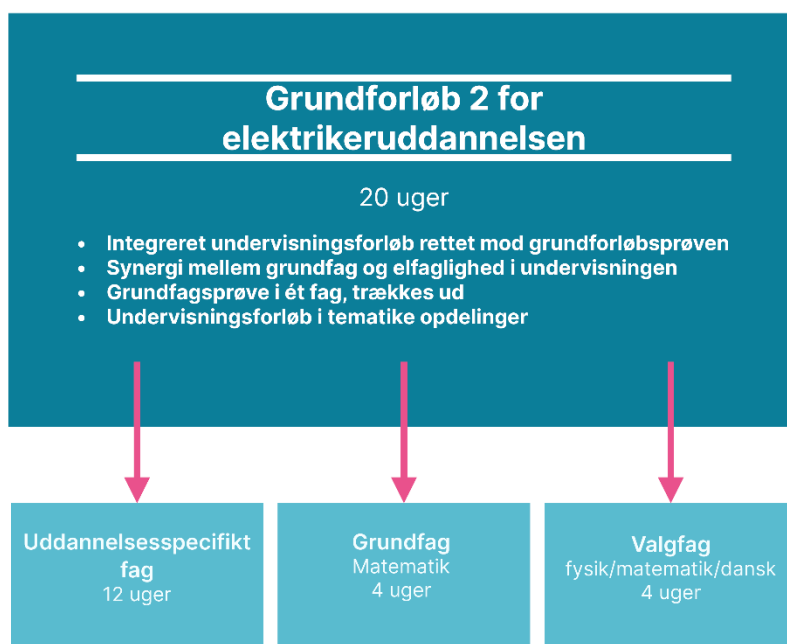 Grundforløb 2 for
elektrikeruddannelsen
20 uger
• Integreret undervisningsforløb rettet mod grundforløbsprøven
• Synergi mellem grundfag og elfaglighed i undervisningen
• Grundfagsprøve i ét fag, trækkes ud
• Undervisningsforløb i tematike opdelinger
Uddannelsesspecifikt
fag
12 uger
Grundfag
Matematik
4 uger
Valgfag
fysik/matematik/dansk
4 uger